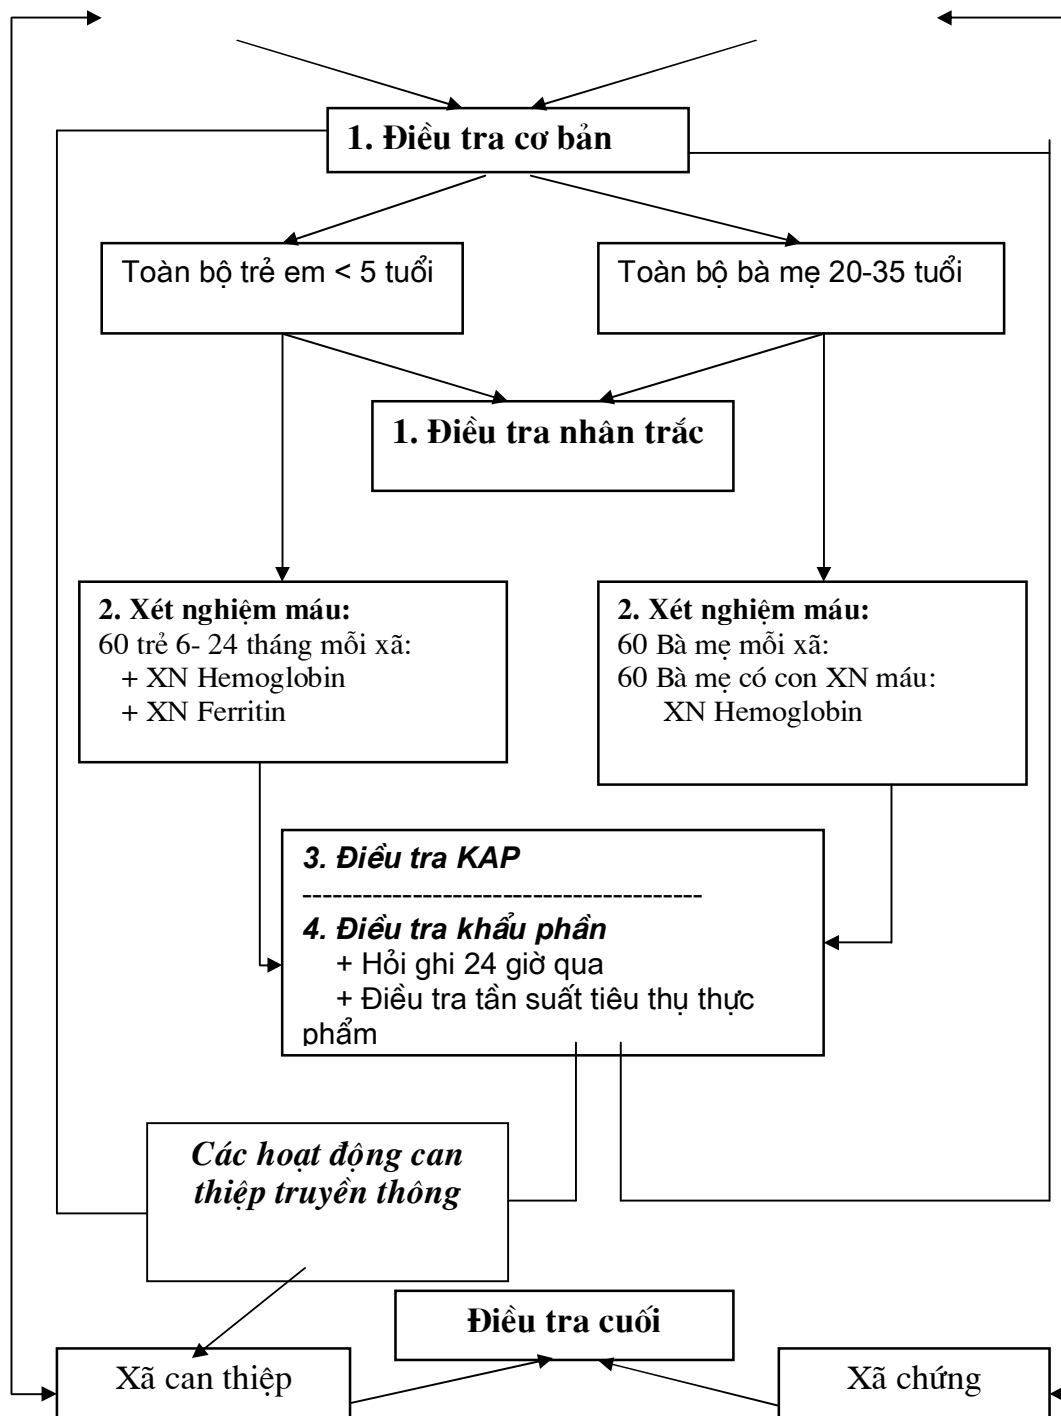 1. Điều tra cơ bản
Toàn bộ trẻ em < 5 tuổi
Toàn bộ bà mẹ 20-35 tuổi
1. Điều tra nhân trắc
2. Xét nghiệm máu:
60 trẻ 6- 24 tháng mỗi xã:
+ XN Hemoglobin
+ XN Ferritin
2. Xét nghiệm máu:
60 Bà mẹ mỗi xã:
60 Bà mẹ có con XN máu:
XN Hemoglobin
3. Điều tra KAP
----------------------------------------
4. Điều tra khẩu phần
+ Hỏi ghi 24 giờ qua
+ Điều tra tần suất tiêu thụ thực
phẩm
Các hoạt động can
thiệp truyền thông
Điều tra cuối
Xã can thiệp
Xã chứng